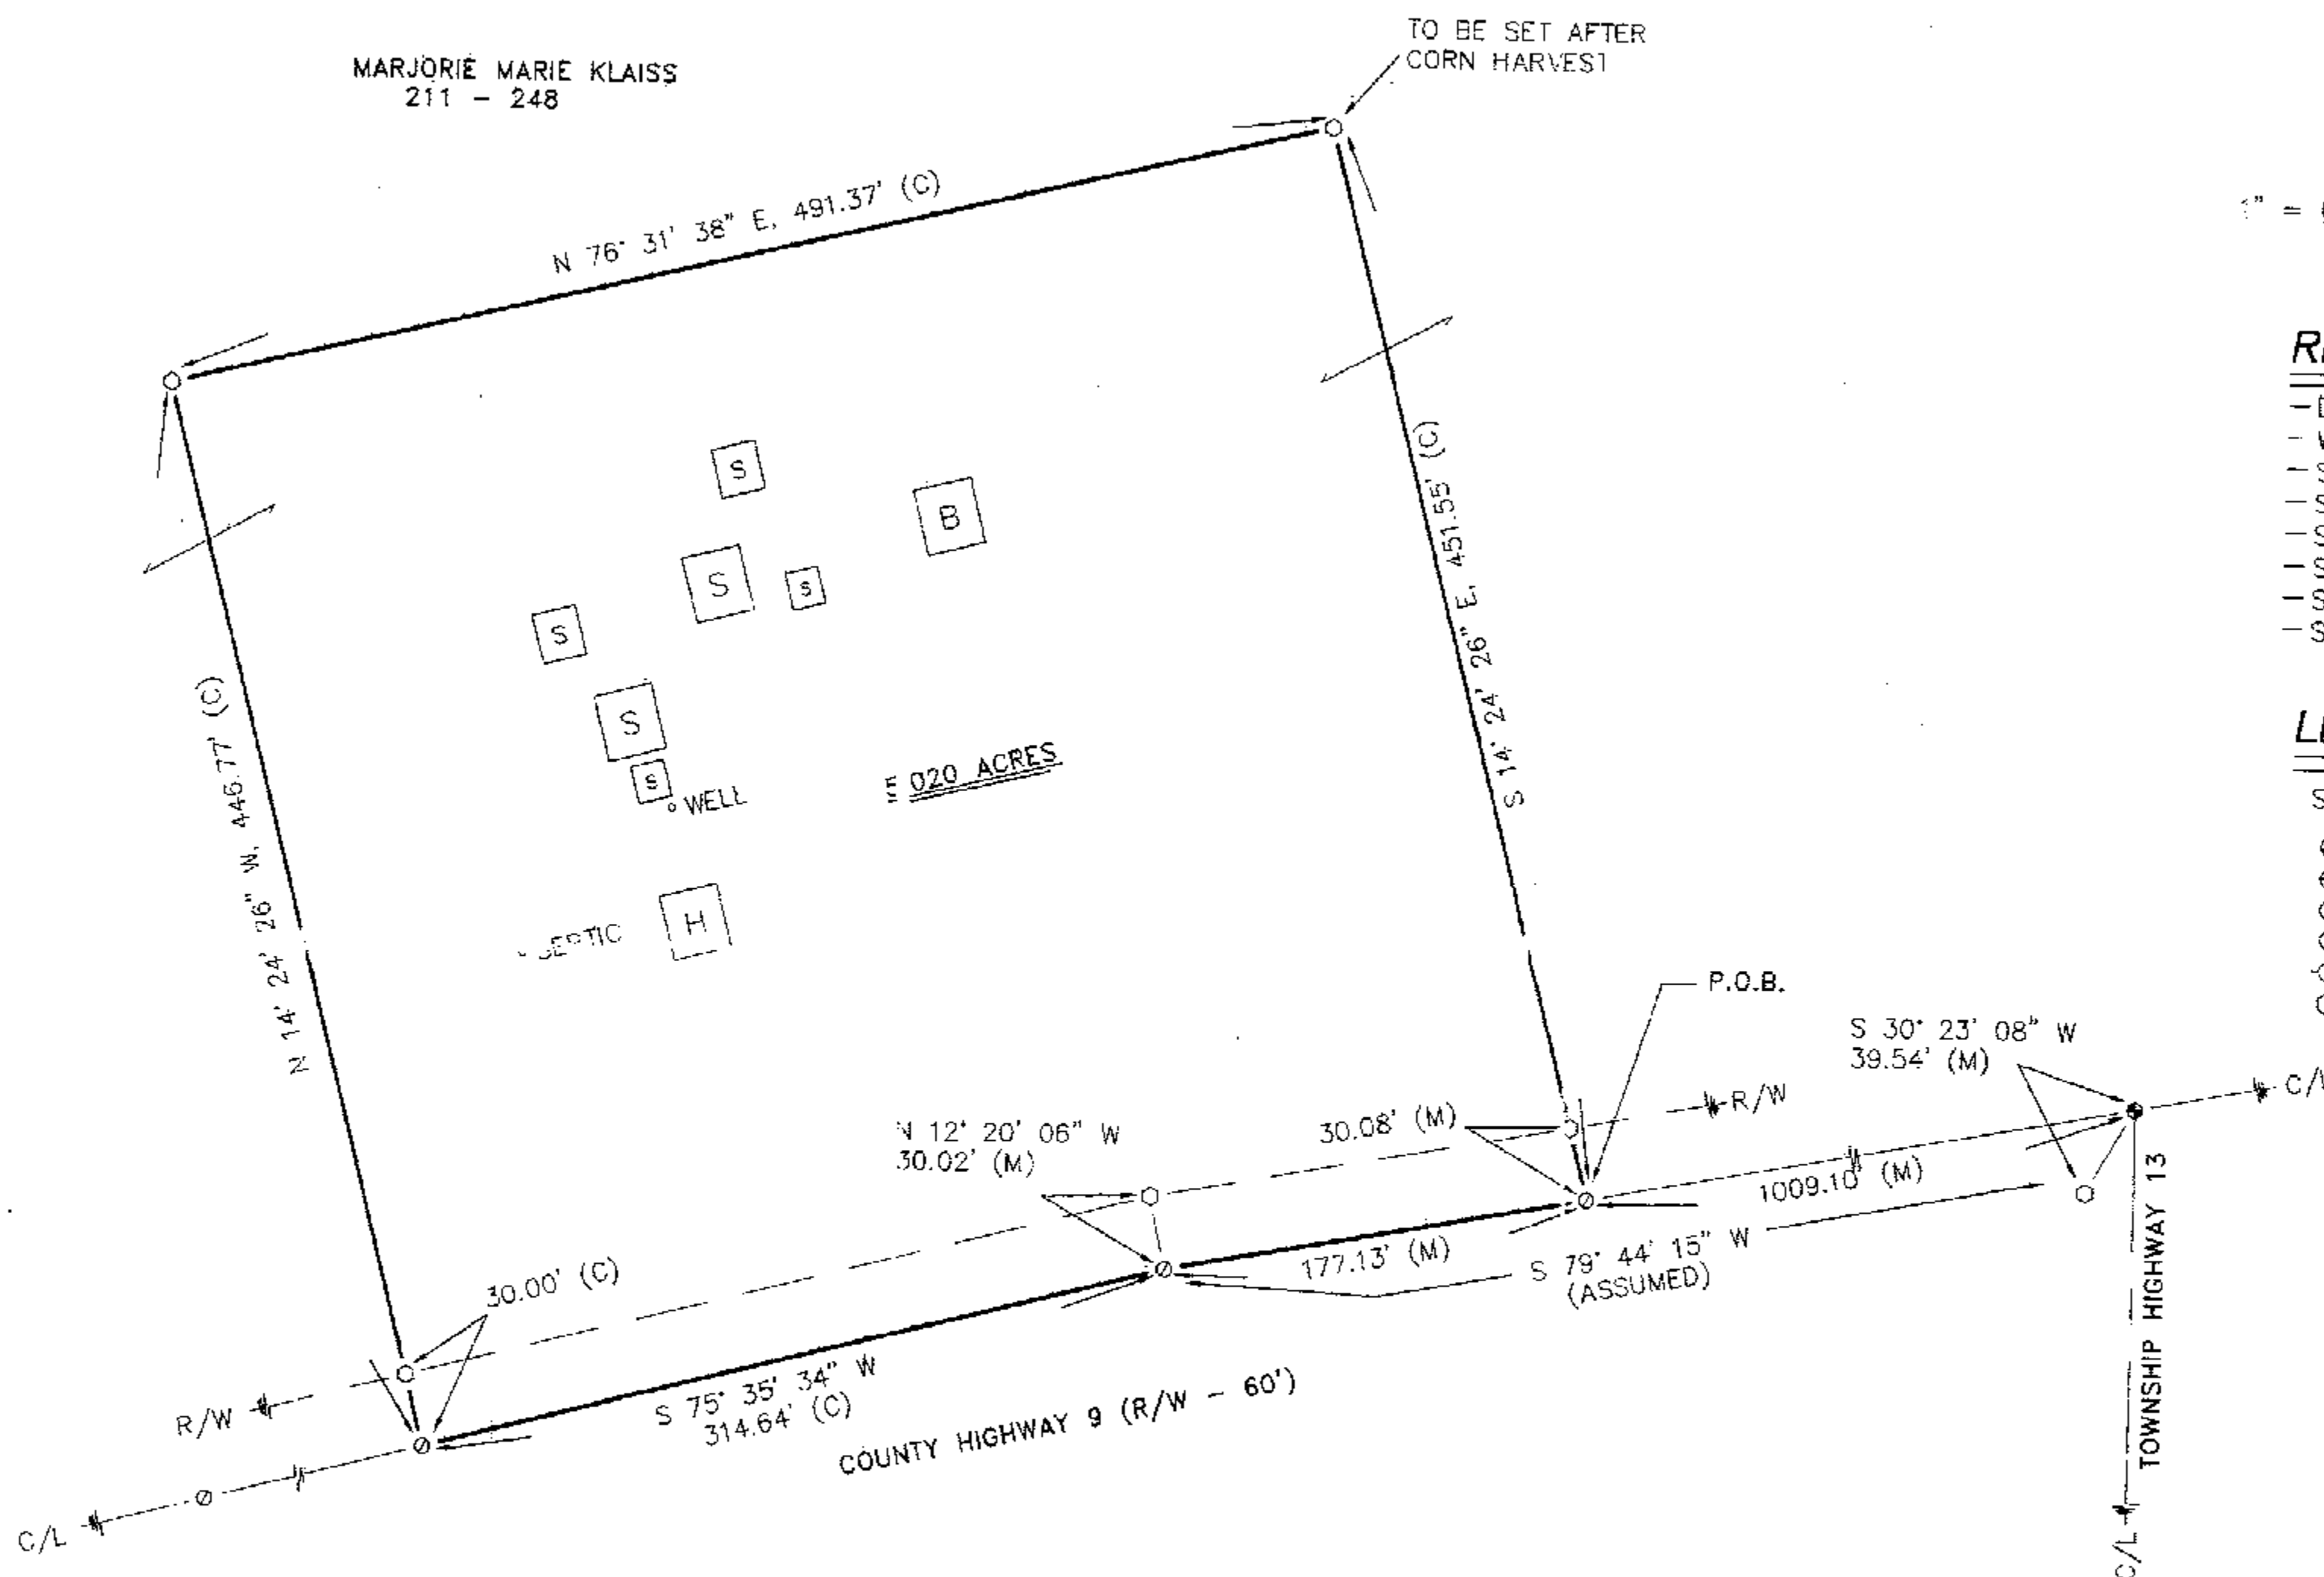 TO BE SET AFTER
CORN HARVEST
MARJORIE MARIE KLAISS
211 - 248
N 76° 31' 38" E, 491.37' (C)
1" =
S
B
S
S
S
S
S
WELL
020 ACRES
S 14° 24' 26" E, 451.55' (C)
N 14° 24' 26" W, 446.77' (C)
SEPTIC
H
P.O.B.
S 30° 23' 08" W
39.54' (M)
N 12° 20' 06" W
30.02' (M)
30.08' (M)
R/W
1009.10' (M)
177.13' (M)
S 79° 44' 15" W
(ASSUMED)
30.00' (C)
R/W
S 75° 35' 34" W
314.64' (C)
COUNTY HIGHWAY 9 (R/W - 60')
TOWNSHIP HIGHWAY 13
C/L
C/L